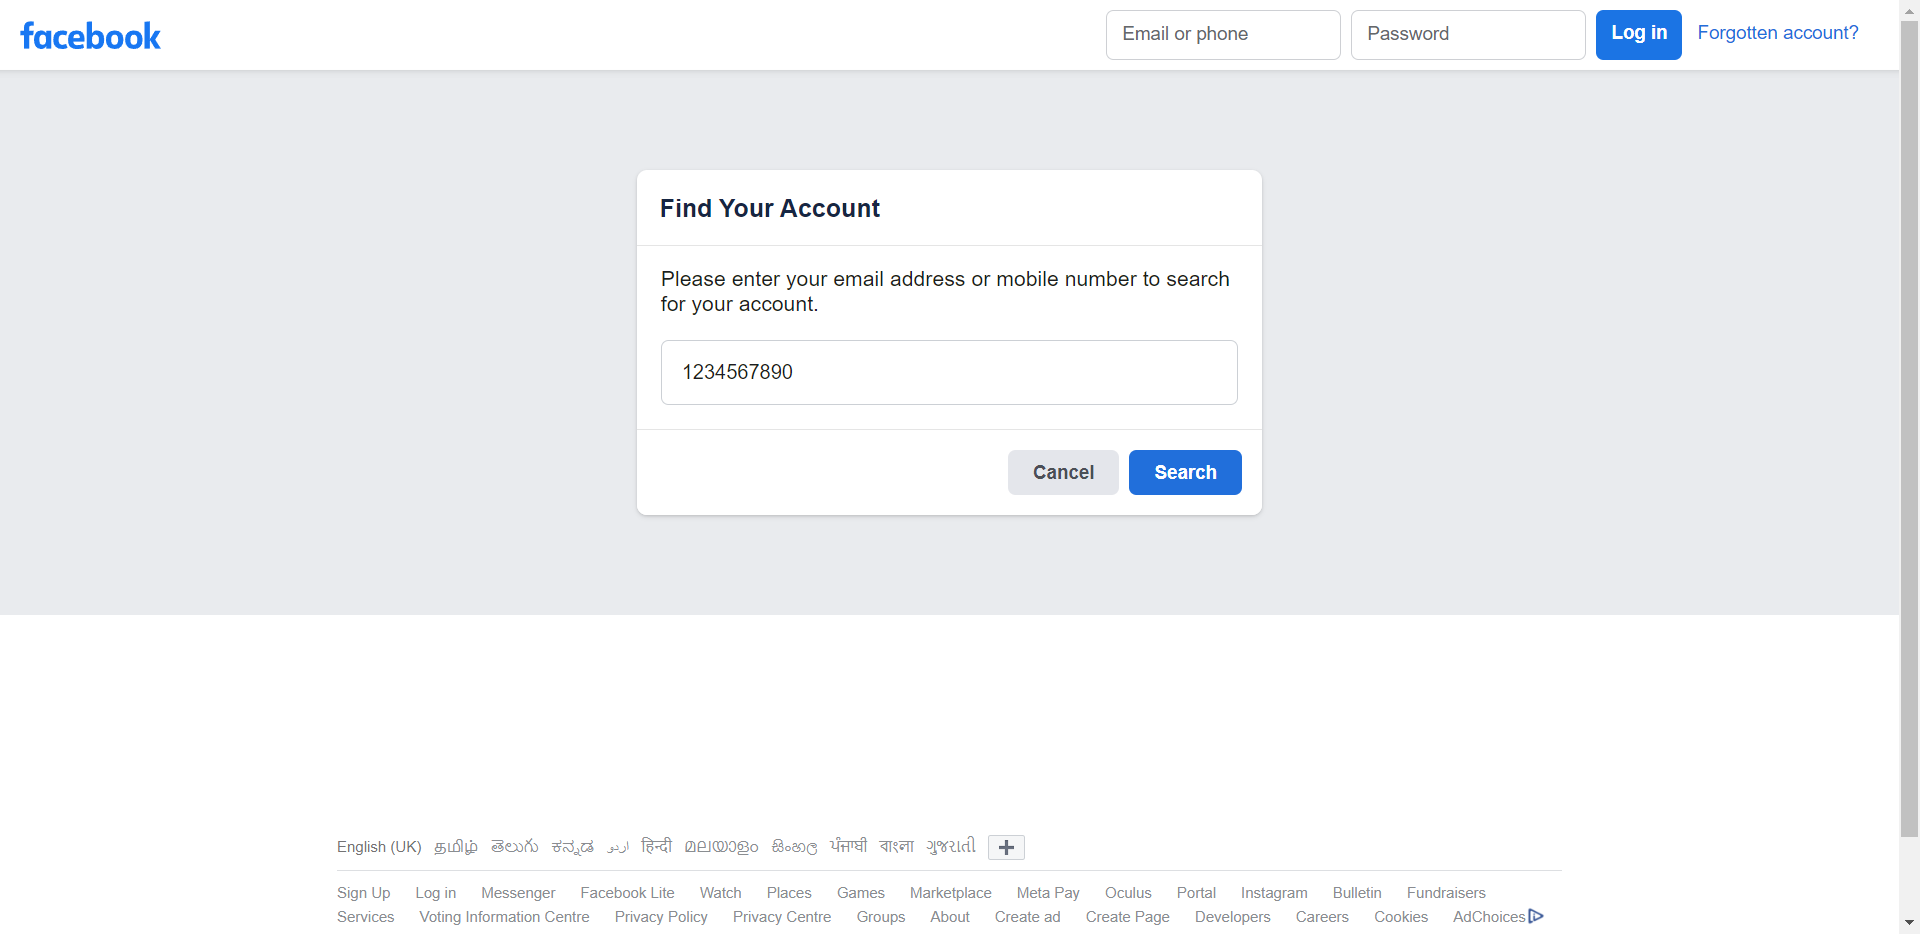 facebook
Email or phone Password Log in Forgotten account?
Find Your Account
Please enter your email address or mobile number to search
for your account.
1234567890
Cancel Search
English (UK) தமிழ் తెలుగు ಕನ್ನಡ اردو हिन्दी മലയാളം සිංහල ਪੰਜਾਬੀ বাংলা ગુજરાતી
Sign Up Log in Messenger Facebook Lite Watch Places Games Marketplace Meta Pay Oculus Portal Instagram Bulletin Fundraisers
Services Voting Information Centre Privacy Policy Privacy Centre Groups About Create ad Create Page Developers Careers Cookies AdChoices